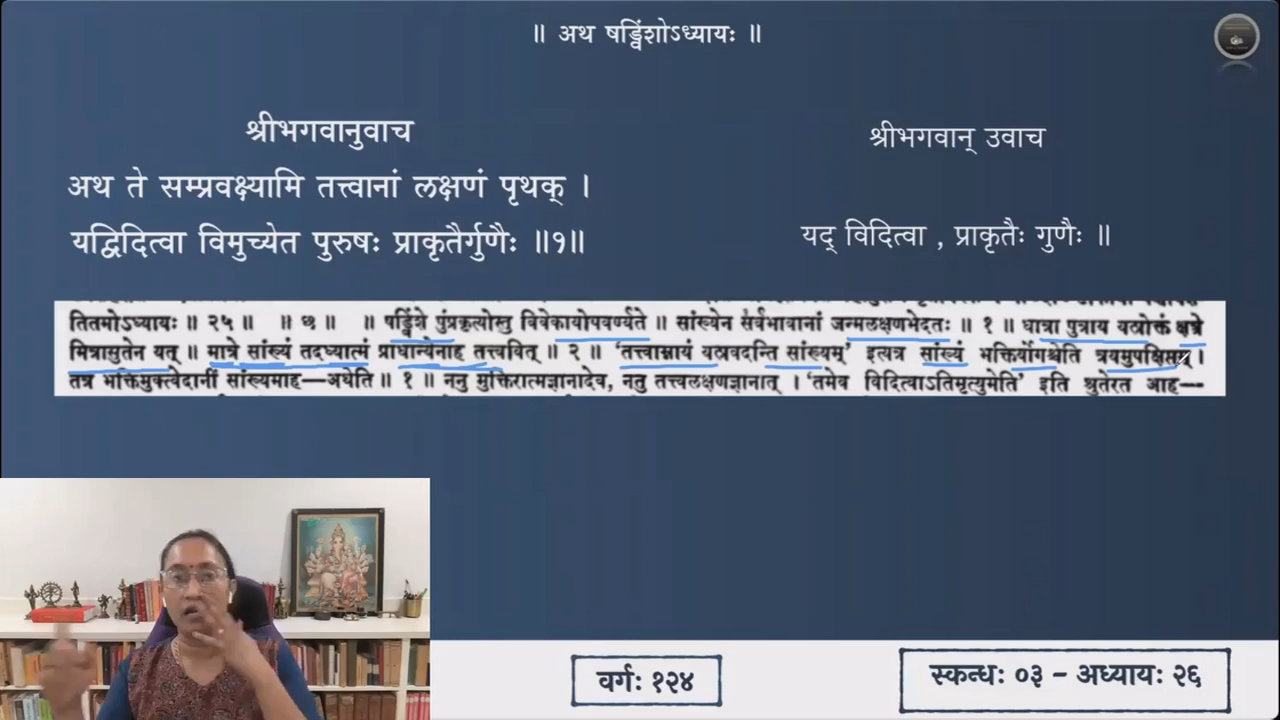 ॥ अथ षड्विंशोऽध्यायः ॥
श्रीभगवानुवाच
अथ ते सम्प्रवक्ष्यामि तत्त्वानां लक्षणं पृथक् ।
यद्विदित्वा विमुच्येत पुरुषः प्राकृतैर्गुणैः ॥१॥
श्रीभगवान् उवाच
यद् विदित्वा , प्राकृतैः गुणैः ॥
तितमोऽध्यायः ॥ २५ ॥ ॥ छ ॥ ॥ षड्विंशे पुंप्रकृत्योस्तु विवेकायोपवर्ण्यते ॥ सांख्येन सर्वभावानां जन्मलक्षणभेदतः ॥ १ ॥ धात्रा पुत्राय यत्प्रोक्तं क्षत्रे
मित्रासुतेन यत् ॥ मात्रे सांख्यं तदध्यात्मं प्राधान्येनाह तत्त्ववित् ॥ २ ॥ 'तत्त्वाम्नायं यत्प्रवदन्ति सांख्यम्' इत्यत्र सांख्यं भक्तिर्योगश्चेति त्रयमुपक्षिप्तम् ।
तत्र भक्तिमुक्त्वेदानीं सांख्यमाह—अथेति ॥ १ ॥ ननु मुक्तिरात्मज्ञानादेव, नतु तत्त्वलक्षणज्ञानात् । 'तमेव विदित्वाऽतिमृत्युमेति' इति श्रुतेरत आह—
वर्गः १२४
स्कन्धः ०३ - अध्यायः २६